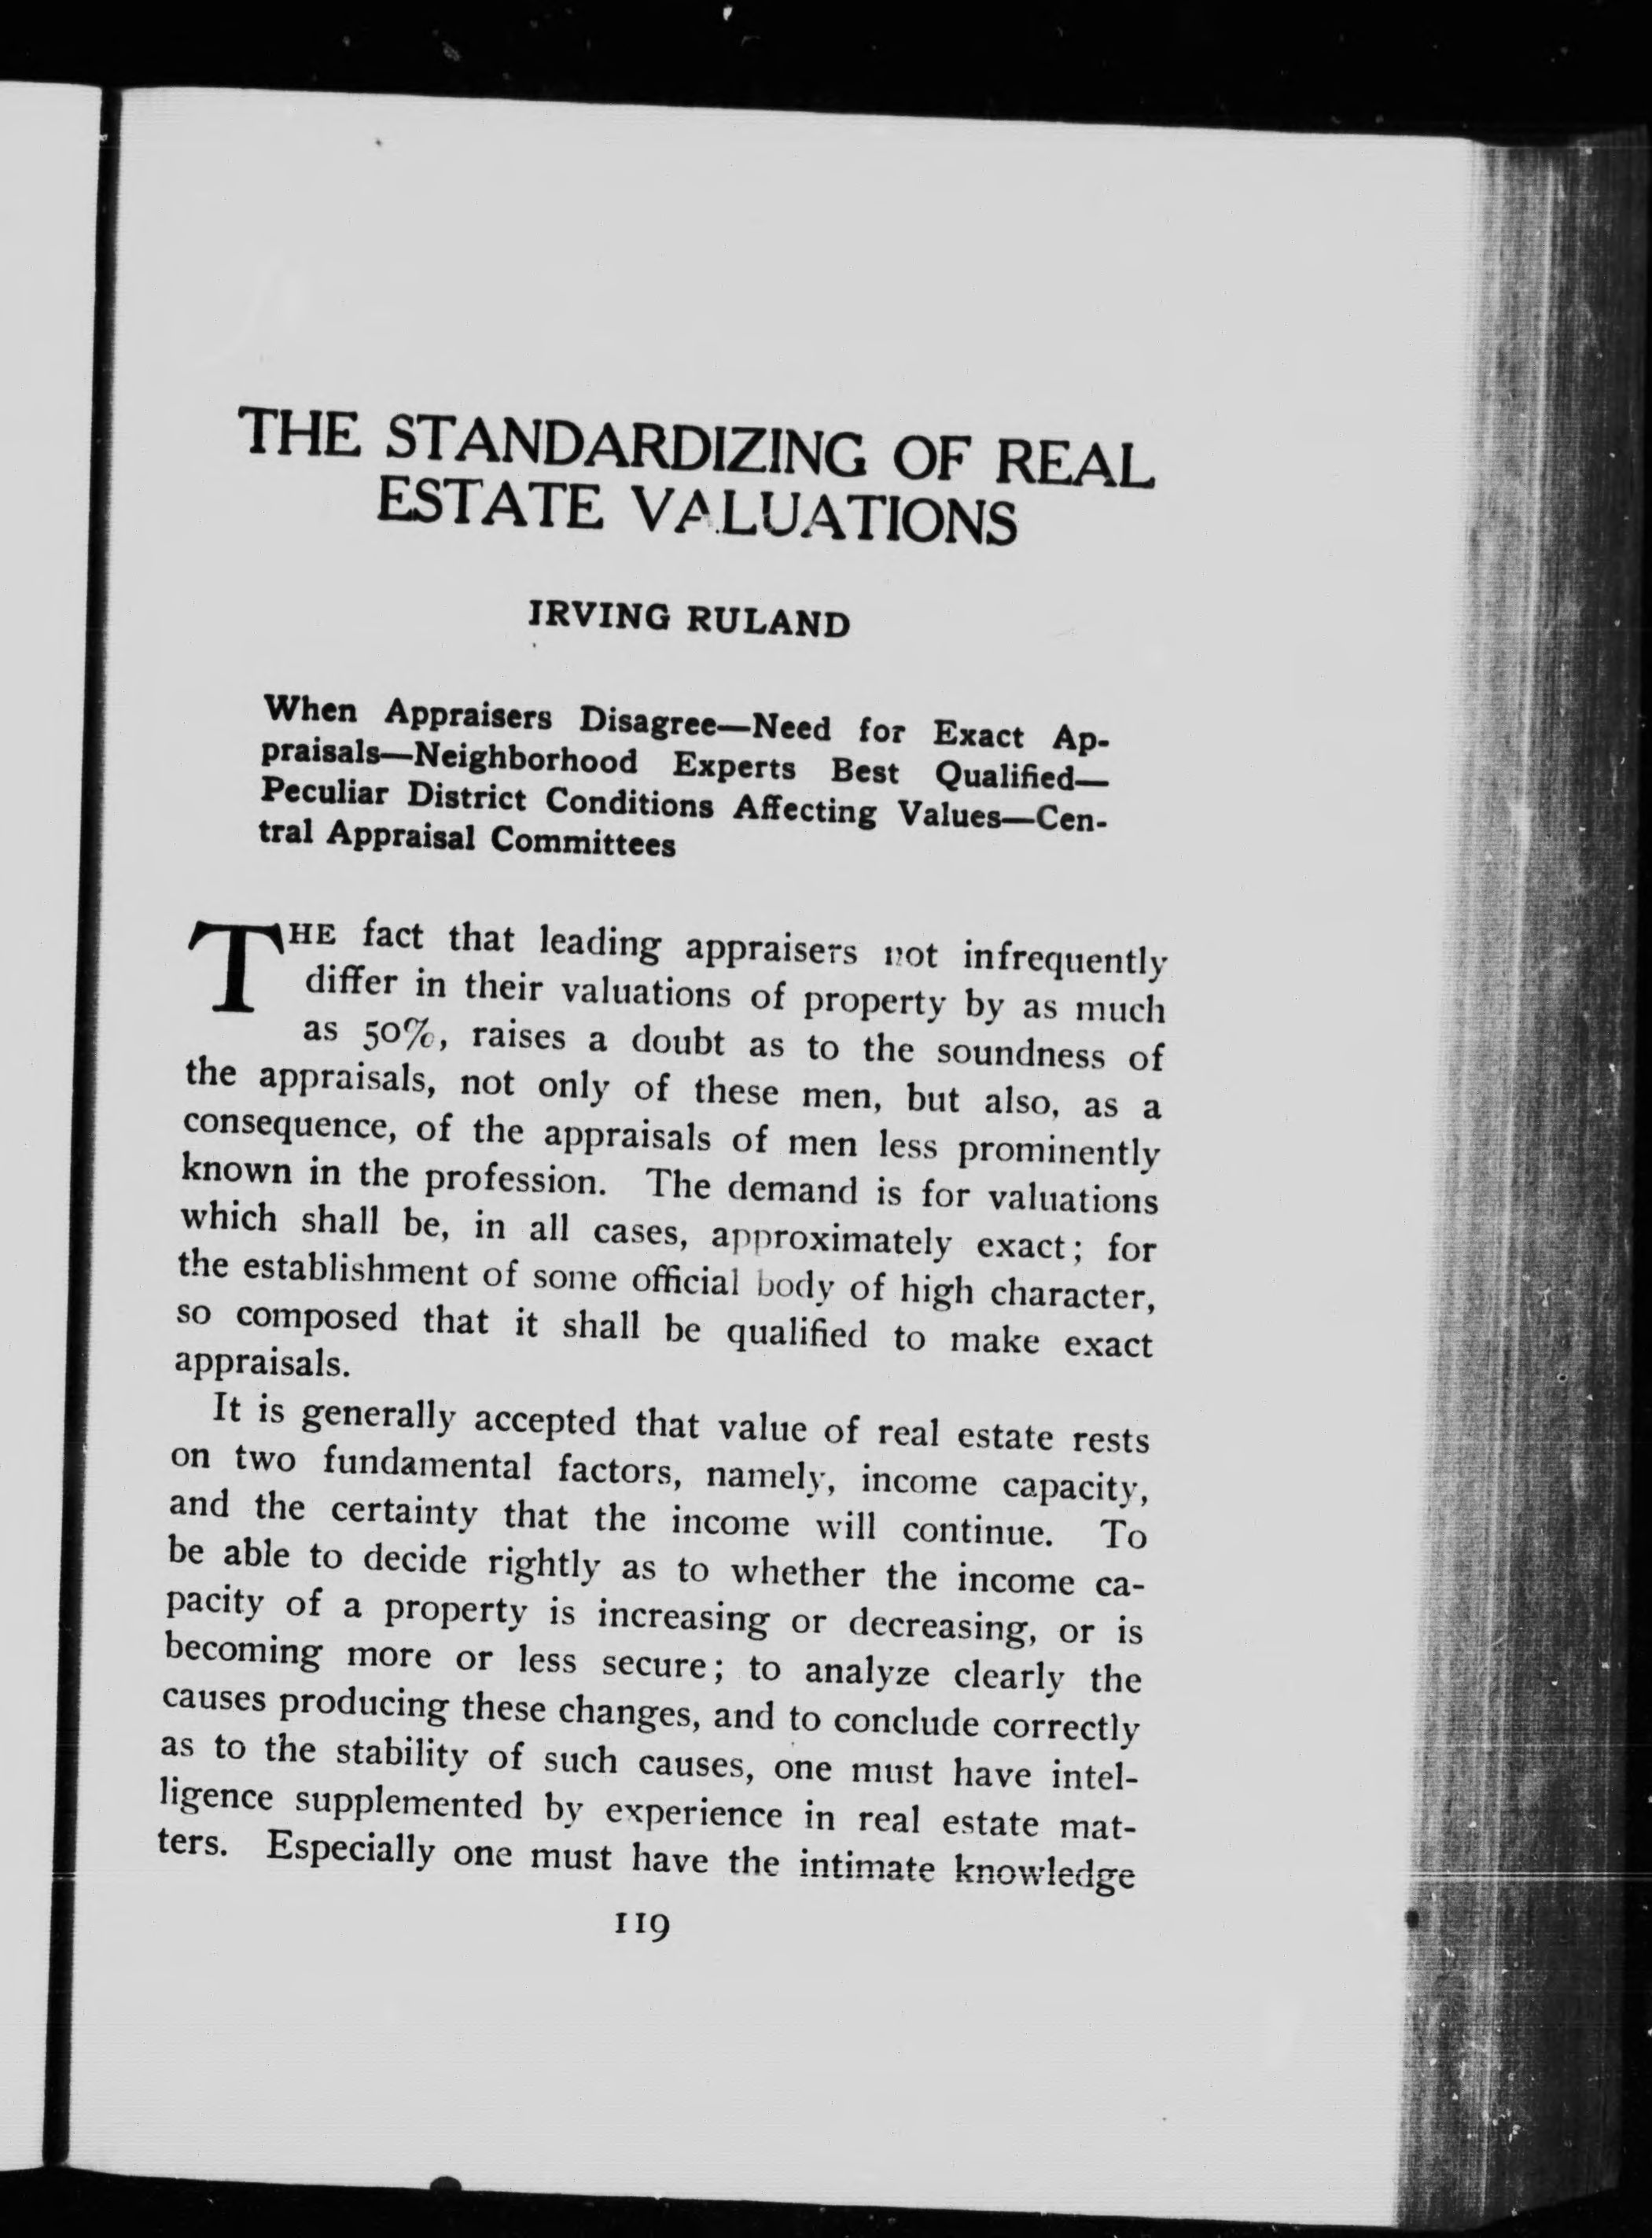 THE STANDARDIZING OF REAL
ESTATE VALUATIONS
IRVING RULAND
When Appraisers Disagree—Need for Exact Ap-
praisals—Neighborhood Experts Best Qualified—
Peculiar District Conditions Affecting Values—Cen-
tral Appraisal Committees
THE fact that leading appraisers not infrequently
differ in their valuations of property by as much
as 50%, raises a doubt as to the soundness of
the appraisals, not only of these men, but also, as a
consequence, of the appraisals of men less prominently
known in the profession. The demand is for valuations
which shall be, in all cases, approximately exact; for
the establishment of some official body of high character,
so composed that it shall be qualified to make exact
appraisals.
It is generally accepted that value of real estate rests
on two fundamental factors, namely, income capacity,
and the certainty that the income will continue. To
be able to decide rightly as to whether the income ca-
pacity of a property is increasing or decreasing, or is
becoming more or less secure; to analyze clearly the
causes producing these changes, and to conclude correctly
as to the stability of such causes, one must have intel-
ligence supplemented by experience in real estate mat-
ters. Especially one must have the intimate knowledge
119